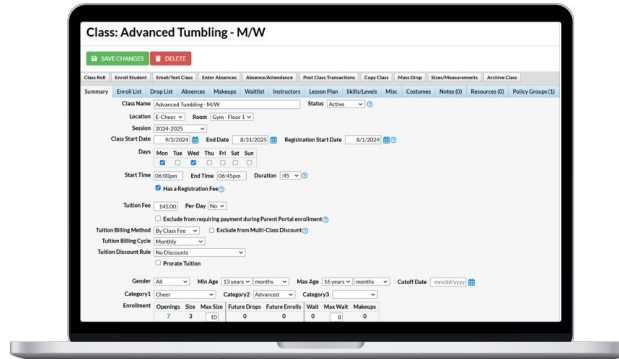 Class: Advanced Tumbling - M/W
SAVE CHANGES DELETE
Class Roll Enroll Student Email/Text Class Enter Absences Absence/Attendance Post Class Transactions Copy Class Mass Drop Sizes/Measurements Archive Class
Summary Enroll List Drop List Absences Makeups Waitlist Instructors Lesson Plan Skills/Levels Misc Costumes Notes (0) Resources (0) Policy Groups (1)
Class Name Advanced Tumbling - M/W Status Active
Location E-Cheer Room Gym - Floor 1
Session 2024-2025
Class Start Date 9/3/2024 End Date 8/31/2025 Registration Start Date 8/1/2024
Days Mon Tue Wed Thu Fri Sat Sun
Start Time 06:00pm End Time 06:45pm Duration :45
Has a Registration Fee
Tuition Fee 145.00 Per-Day No
Exclude from requiring payment during Parent Portal enrollment
Tuition Billing Method By Class Fee Exclude from Multi-Class Discount
Tuition Billing Cycle Monthly
Tuition Discount Rule No Discounts
Prorate Tuition
Gender All Min Age 13 years months Max Age 16 years months Cutoff Date mm/dd/yyyy
Category1 Cheer Category2 Advanced Category3
Enrollment Openings Size Max Size Future Drops Future Enrolls Wait Max Wait Makeups
7 3 10 0 0 0 8 0